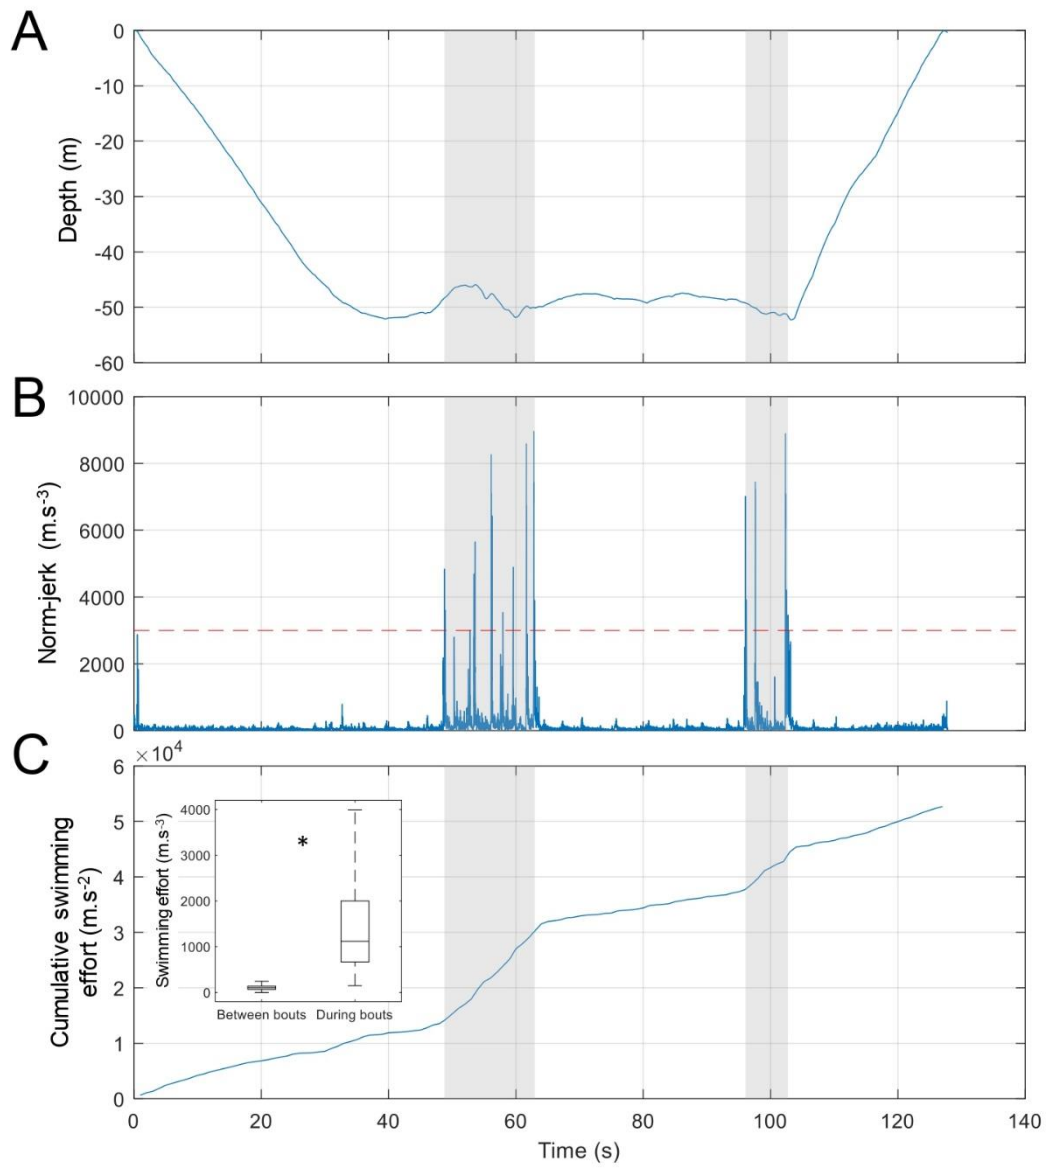 A
0
-10
-20
-30
-40
-50
-60
Depth (m)
B
10000
8000
6000
4000
2000
0
Norm-jerk (m.s-3)
C
×10⁴
6
5
4
3
2
1
0
Cumulative swimming
effort (m.s-2)
4000
3000
2000
1000
0
Swimming effort (m.s-3)
*
Between bouts During bouts
0 20 40 60 80 100 120 140
Time (s)